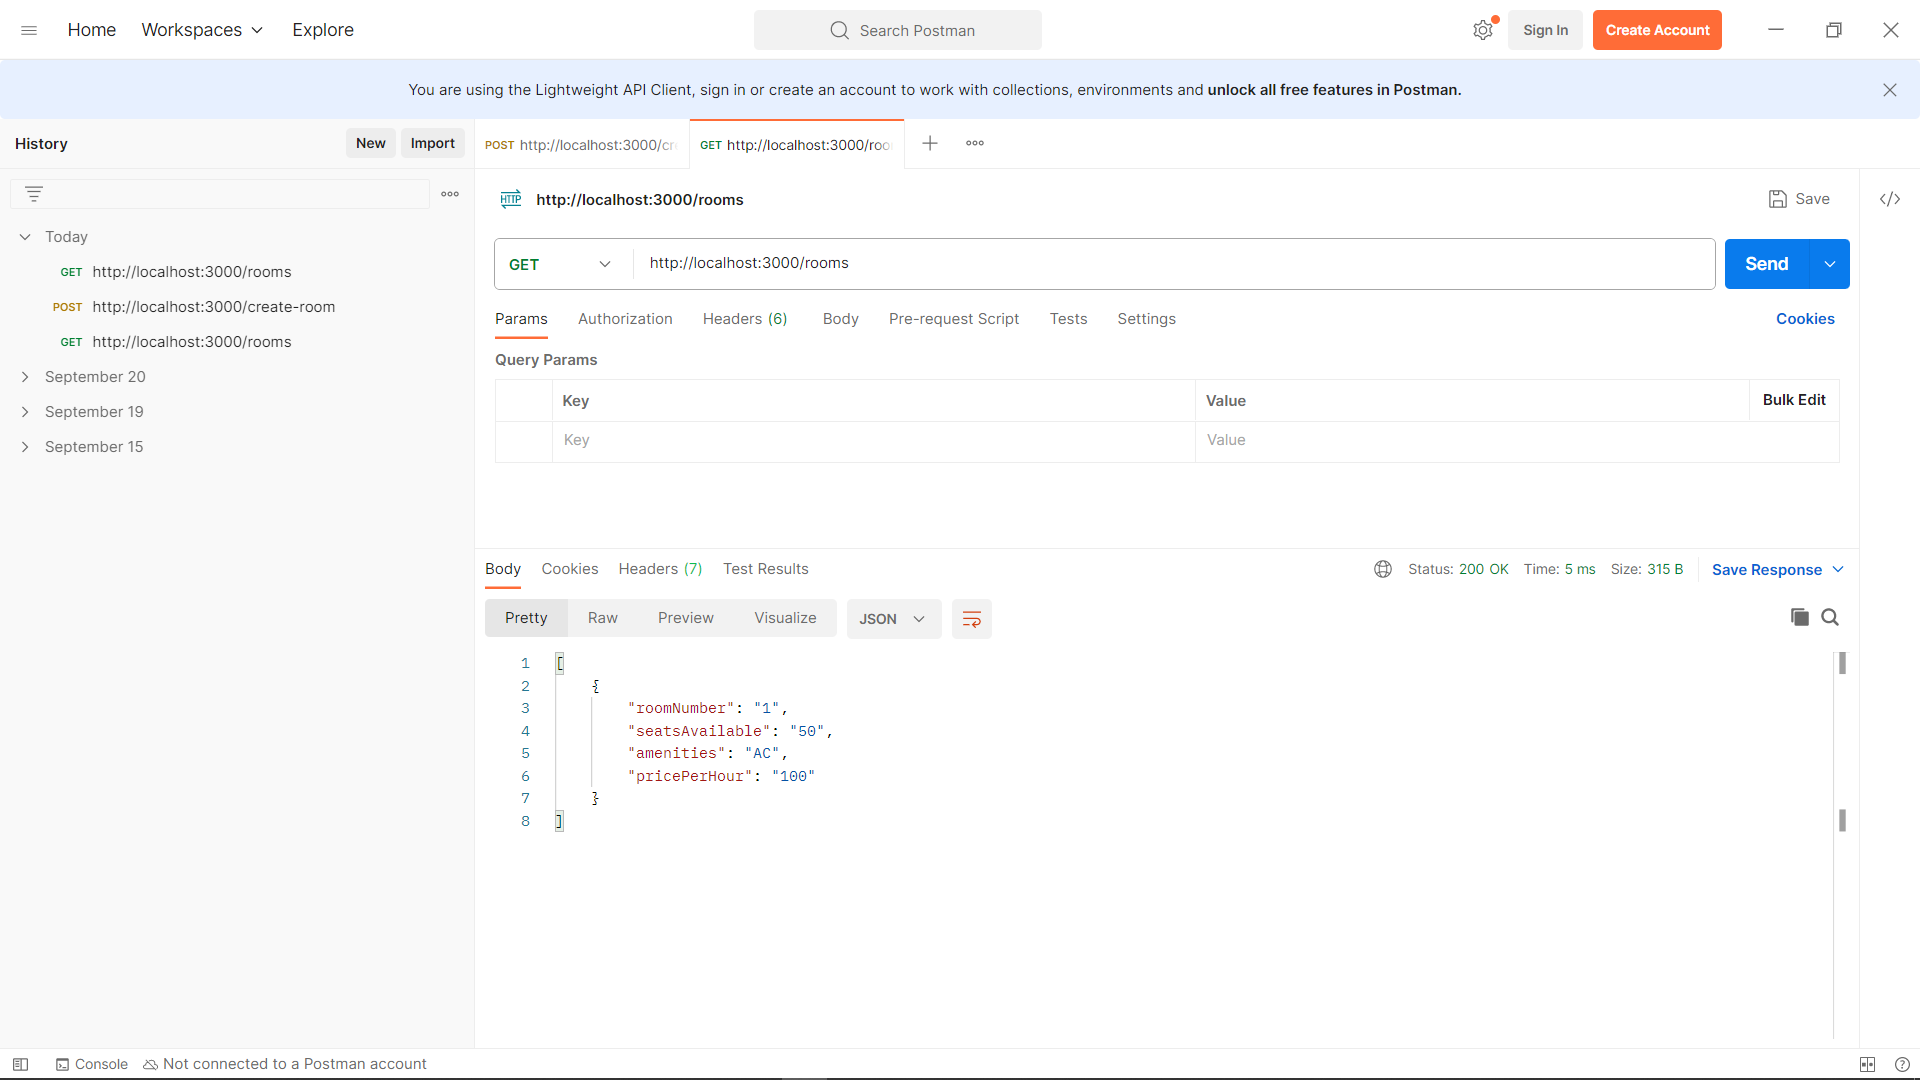 Home Workspaces Explore Search Postman Sign In Create Account
You are using the Lightweight API Client, sign in or create an account to work with collections, environments and unlock all free features in Postman.
History New Import
POST http://localhost:3000/cr GET http://localhost:3000/roo
HTTP http://localhost:3000/rooms Save
Today
GET http://localhost:3000/rooms
POST http://localhost:3000/create-room
GET http://localhost:3000/rooms
September 20
September 19
September 15
GET http://localhost:3000/rooms Send
Params Authorization Headers (6) Body Pre-request Script Tests Settings Cookies
Query Params
Key Value Bulk Edit
Key Value
Body Cookies Headers (7) Test Results Status: 200 OK Time: 5 ms Size: 315 B Save Response
Pretty Raw Preview Visualize JSON
1 [
2 {
3 "roomNumber": "1",
4 "seatsAvailable": "50",
5 "amenities": "AC",
6 "pricePerHour": "100"
7 }
8 ]
Console Not connected to a Postman account